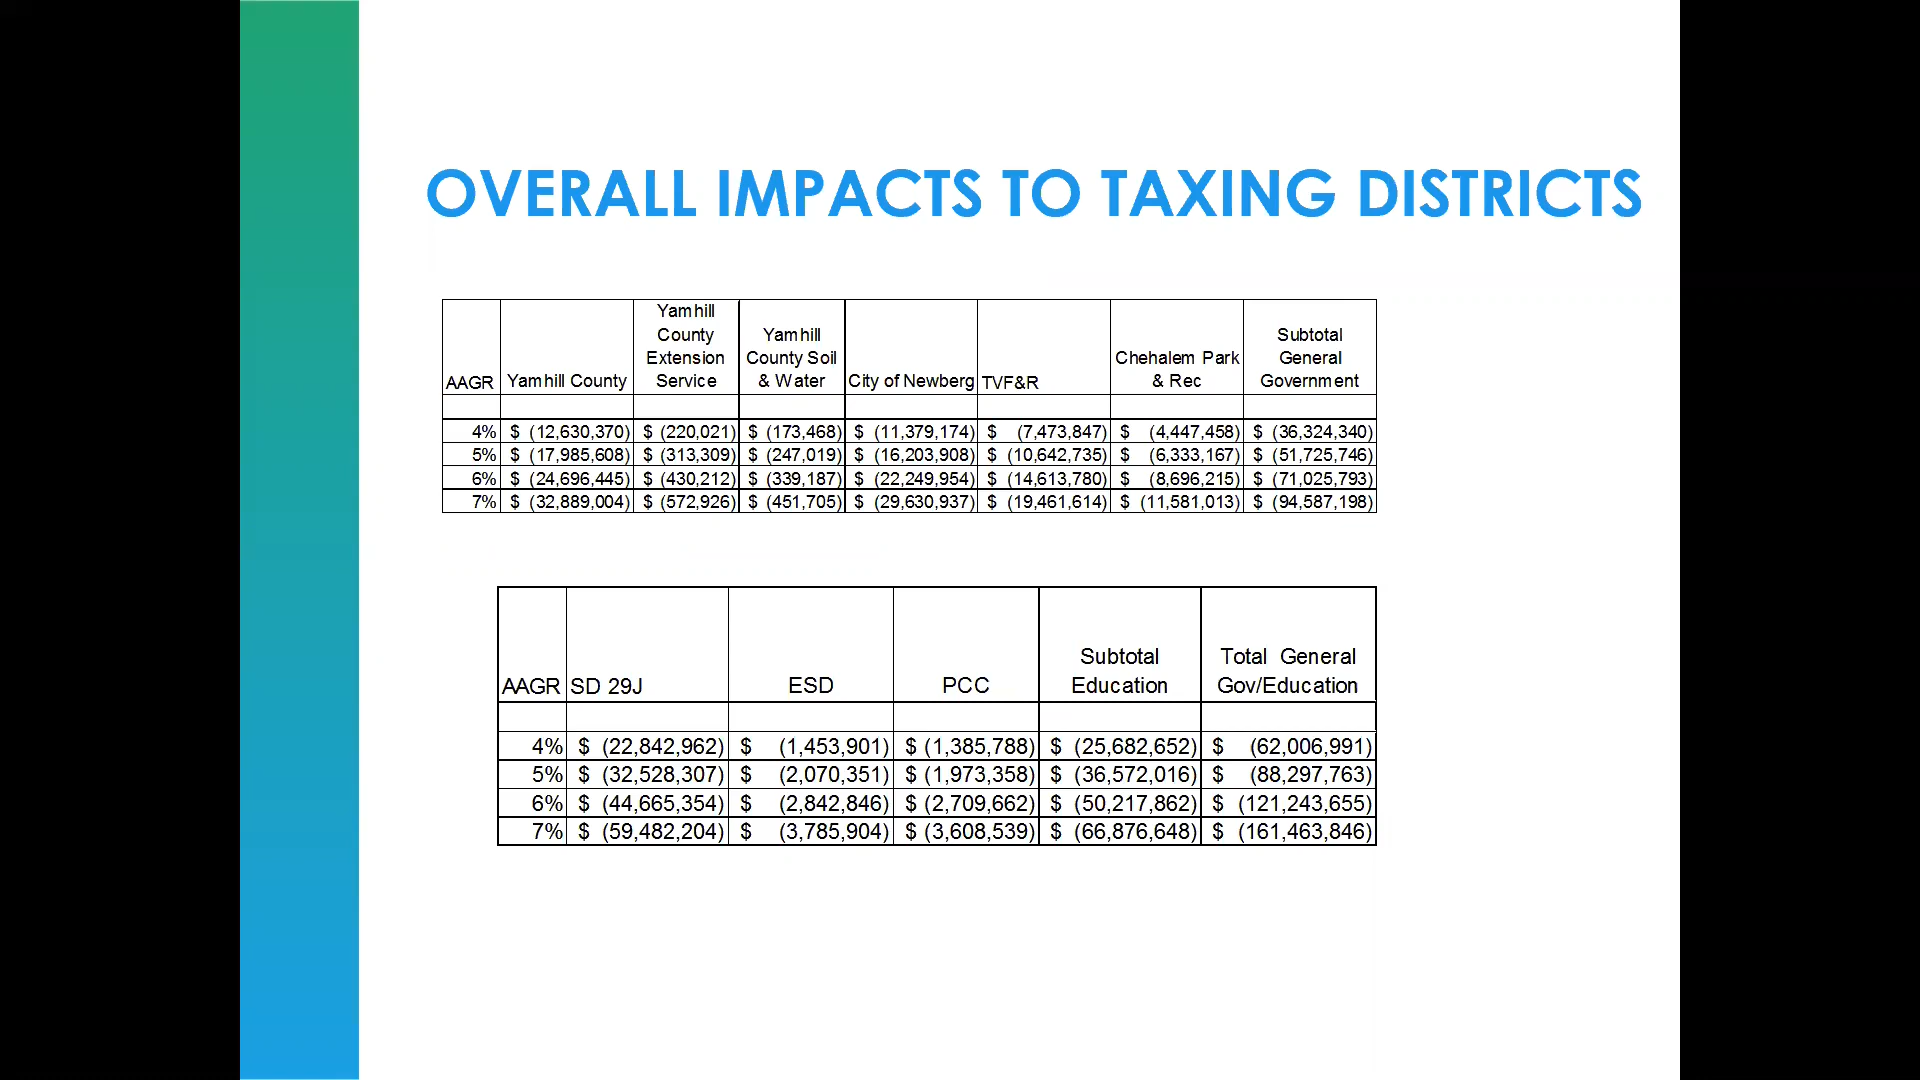 OVERALL IMPACTS TO TAXING DISTRICTS
AAGR Yamhill County Yamhill County Extension Service Yamhill County Soil & Water City of Newberg TVF&R Chehalem Park & Rec Subtotal General Government
4% $ (12,630,370) $ (220,021) $ (173,468) $ (11,379,174) $ (7,473,847) $ (4,447,458) $ (36,324,340)
5% $ (17,985,608) $ (313,309) $ (247,019) $ (16,203,908) $ (10,642,735) $ (6,333,167) $ (51,725,746)
6% $ (24,696,445) $ (430,212) $ (339,187) $ (22,249,954) $ (14,613,780) $ (8,696,215) $ (71,025,793)
7% $ (32,889,004) $ (572,926) $ (451,705) $ (29,630,937) $ (19,461,614) $ (11,581,013) $ (94,587,198)
AAGR SD 29J ESD PCC Subtotal Education Total General Gov/Education
4% $ (22,842,962) $ (1,453,901) $ (1,385,788) $ (25,682,652) $ (62,006,991)
5% $ (32,528,307) $ (2,070,351) $ (1,973,358) $ (36,572,016) $ (88,297,763)
6% $ (44,665,354) $ (2,842,846) $ (2,709,662) $ (50,217,862) $ (121,243,655)
7% $ (59,482,204) $ (3,785,904) $ (3,608,539) $ (66,876,648) $ (161,463,846)